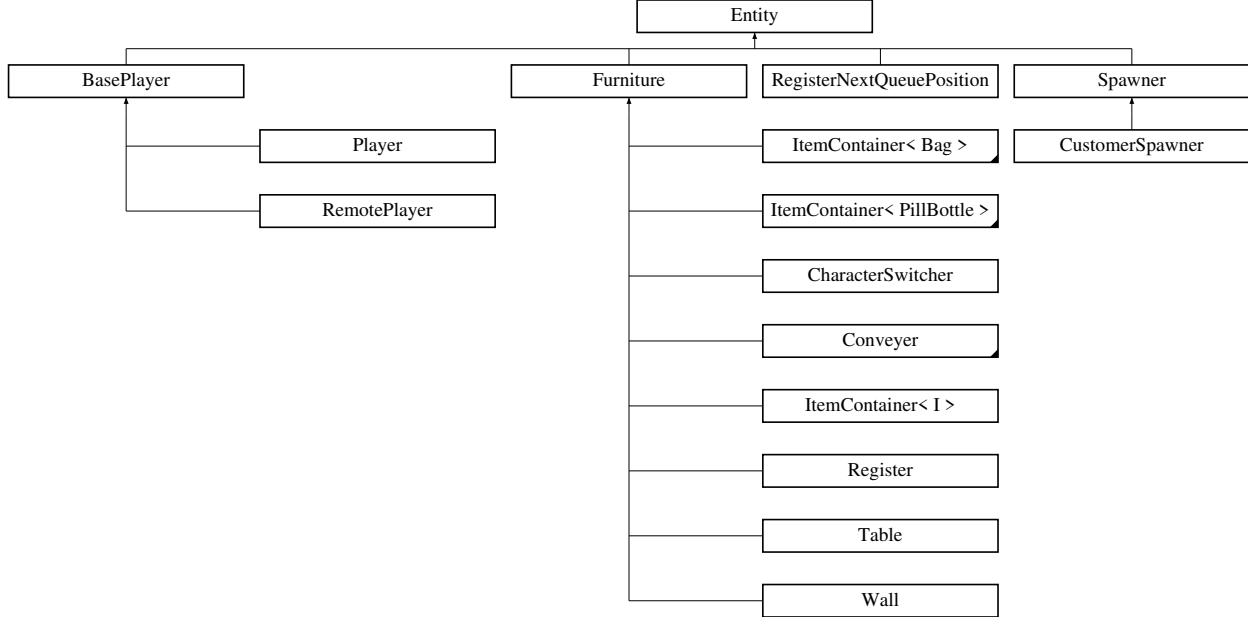 Entity
BasePlayer
Furniture
RegisterNextQueuePosition
Spawner
Player
ItemContainer< Bag >
CustomerSpawner
RemotePlayer
ItemContainer< PillBottle >
CharacterSwitcher
Conveyer
ItemContainer< I >
Register
Table
Wall